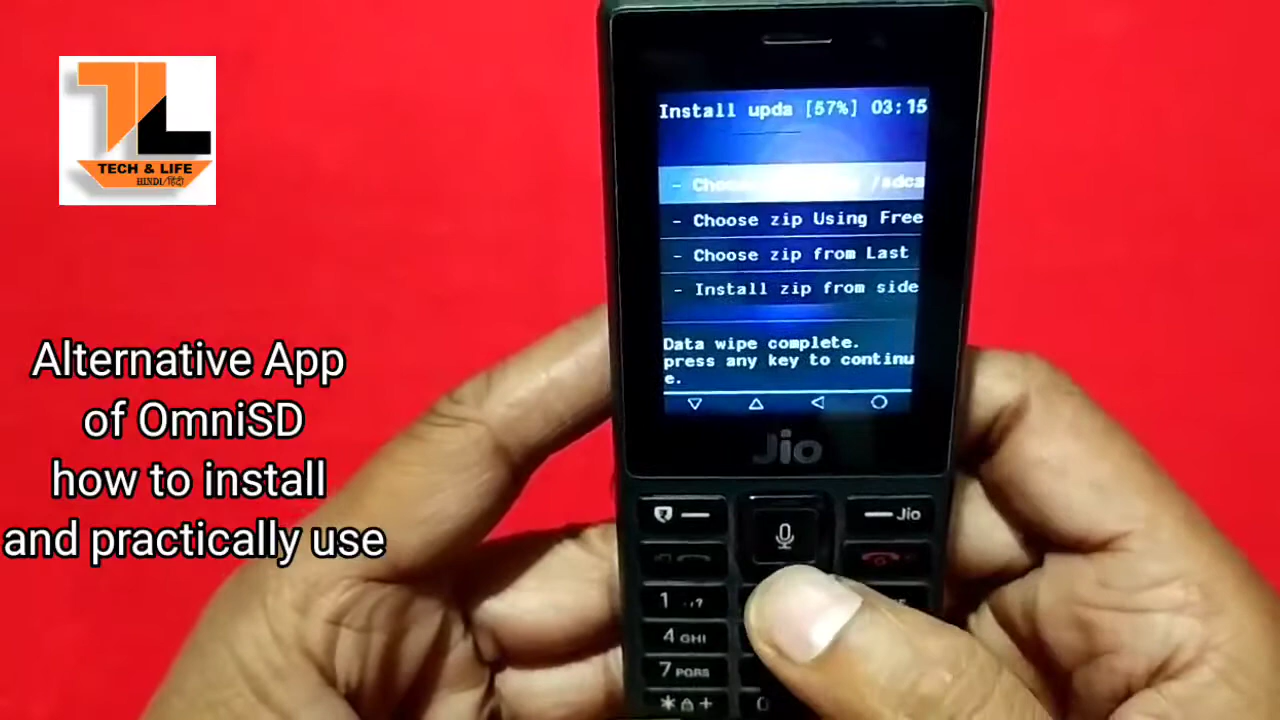 TL
TECH & LIFE
HINDI/हिंदी
Alternative App
of OmniSD
how to install
and practically use
Install upda [57%] 03:15
- /sdca
- Choose zip Using Free
- Choose zip from Last
- Install zip from side
Data wipe complete.
press any key to continu
e.
Jio
Jio
1 .,?
4 GHI
7 PQRS
* +